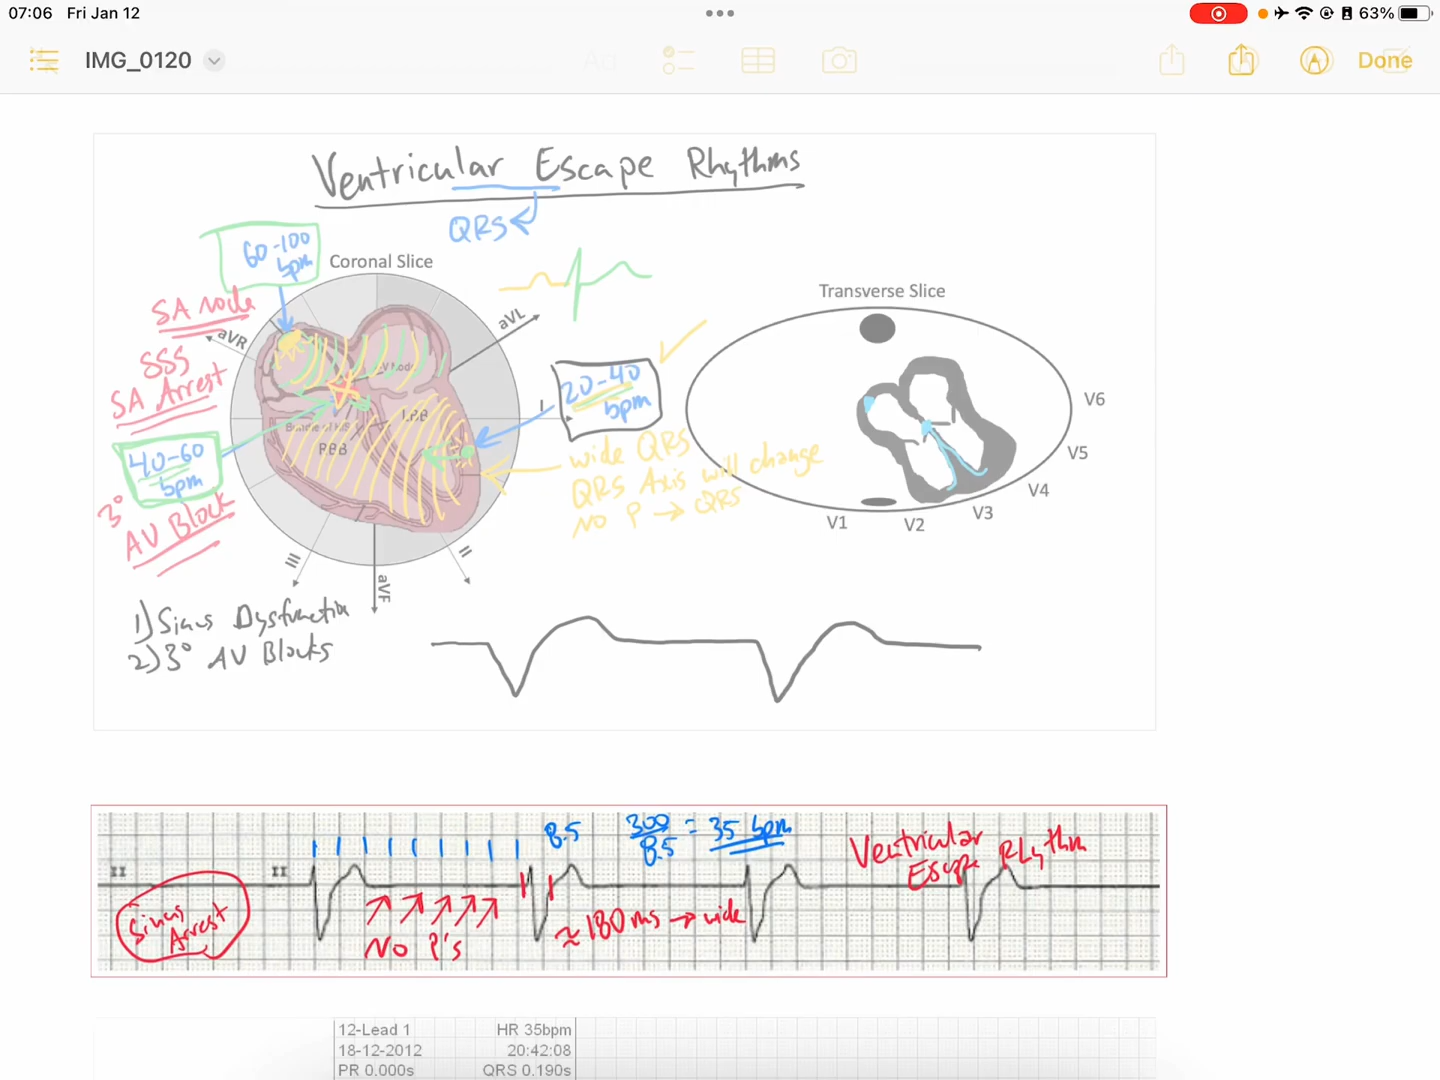 07:06 Fri Jan 12
63%
IMG_0120
Done
Ventricular Escape Rhythms
QRS
60-100
bpm
Coronal Slice
SA Node
aVR
aVL
SSS
SA Arrest
Transverse Slice
20-40
bpm
I
V6
LBB
RBB
40-60
bpm
wide QRS
QRS Axis will change
No P → QRS
V5
V4
V3
V2
V1
3° AV Block
III
II
aVF
1) Sinus Dysfunction
2) 3° AV Blocks
8.5
300
8.5
= 35 bpm
Ventricular
Escape Rhythm
II
II
Sinus
Arrest
No P's
≈ 180 ms → wide
12-Lead 1 HR 35bpm
18-12-2012 20:42:08
PR 0.000s QRS 0.190s